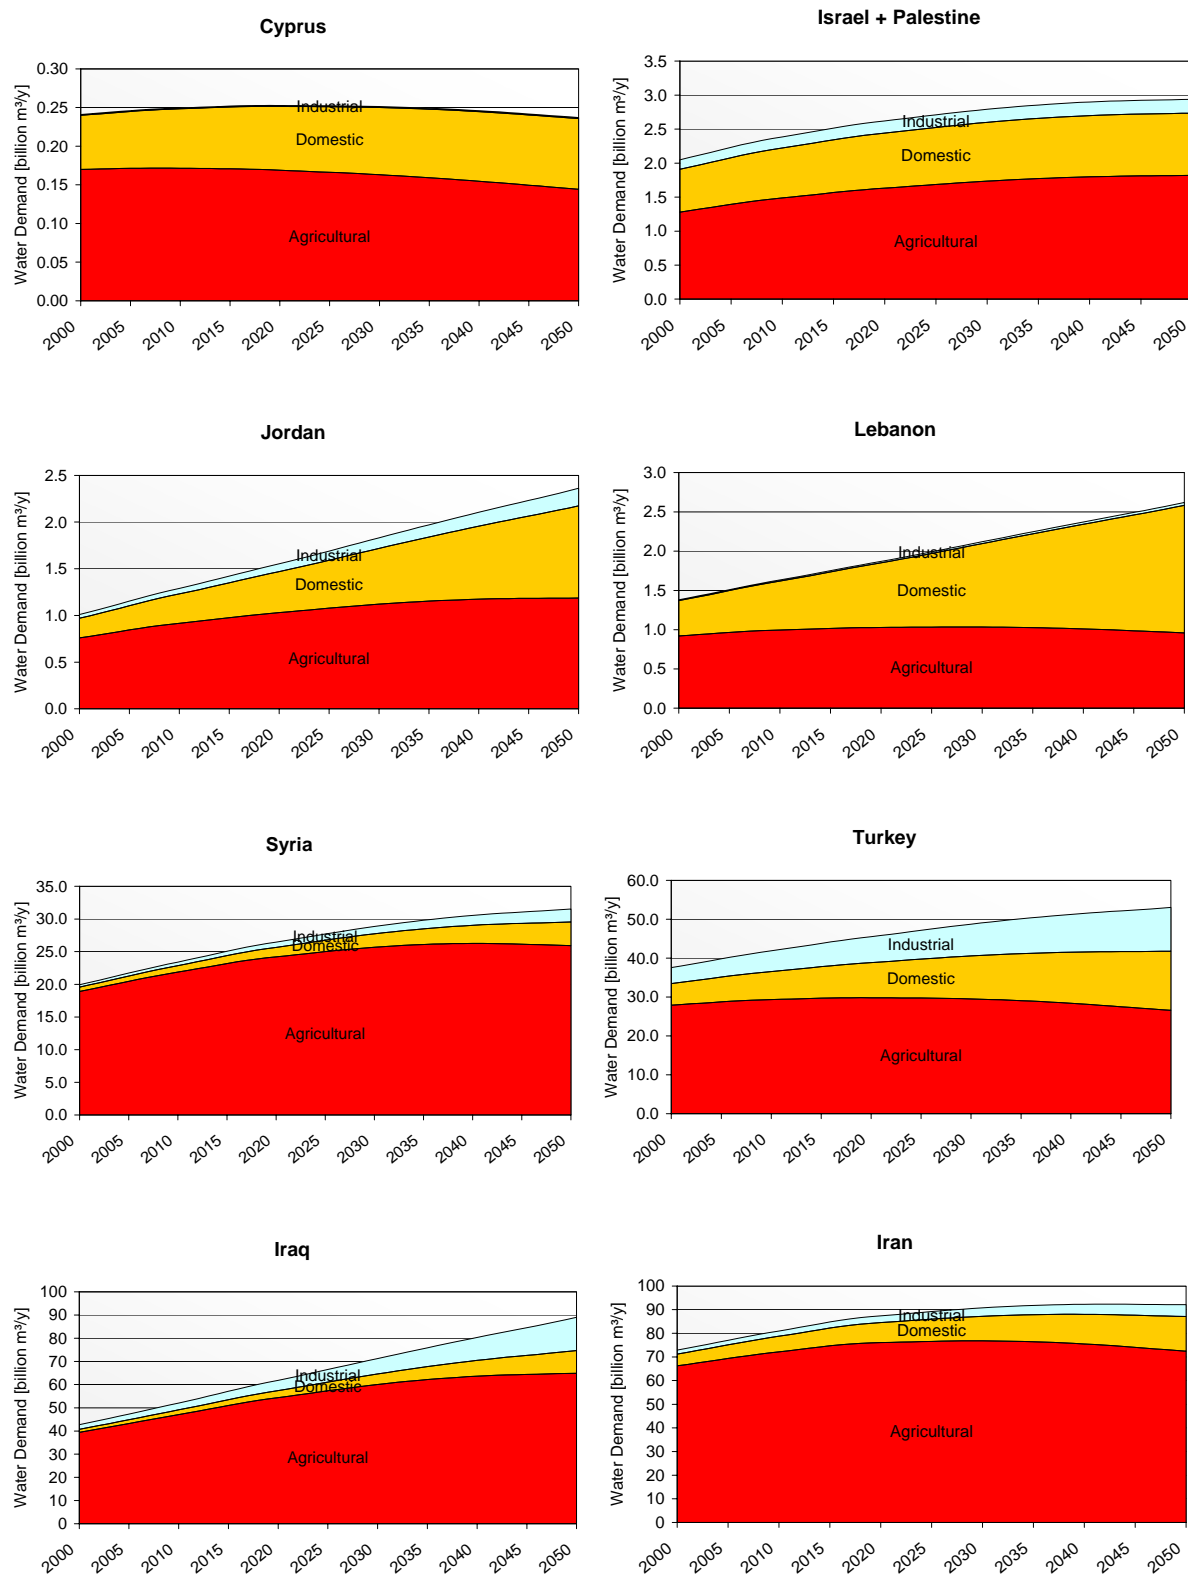 Cyprus
Water Demand [billion m³/y]
0.30
0.25
0.20
0.15
0.10
0.05
0.00
Industrial
Domestic
Agricultural
2000 2005 2010 2015 2020 2025 2030 2035 2040 2045 2050
Israel + Palestine
Water Demand [billion m³/y]
3.5
3.0
2.5
2.0
1.5
1.0
0.5
0.0
Industrial
Domestic
Agricultural
2000 2005 2010 2015 2020 2025 2030 2035 2040 2045 2050
Jordan
Water Demand [billion m³/y]
2.5
2.0
1.5
1.0
0.5
0.0
Industrial
Domestic
Agricultural
2000 2005 2010 2015 2020 2025 2030 2035 2040 2045 2050
Lebanon
Water Demand [billion m³/y]
3.0
2.5
2.0
1.5
1.0
0.5
0.0
Industrial
Domestic
Agricultural
2000 2005 2010 2015 2020 2025 2030 2035 2040 2045 2050
Syria
Water Demand [billion m³/y]
35.0
30.0
25.0
20.0
15.0
10.0
5.0
0.0
Industrial
Domestic
Agricultural
2000 2005 2010 2015 2020 2025 2030 2035 2040 2045 2050
Turkey
Water Demand [billion m³/y]
60.0
50.0
40.0
30.0
20.0
10.0
0.0
Industrial
Domestic
Agricultural
2000 2005 2010 2015 2020 2025 2030 2035 2040 2045 2050
Iraq
Water Demand [billion m³/y]
100
90
80
70
60
50
40
30
20
10
0
Industrial
Domestic
Agricultural
2000 2005 2010 2015 2020 2025 2030 2035 2040 2045 2050
Iran
Water Demand [billion m³/y]
100
90
80
70
60
50
40
30
20
10
0
Industrial
Domestic
Agricultural
2000 2005 2010 2015 2020 2025 2030 2035 2040 2045 2050